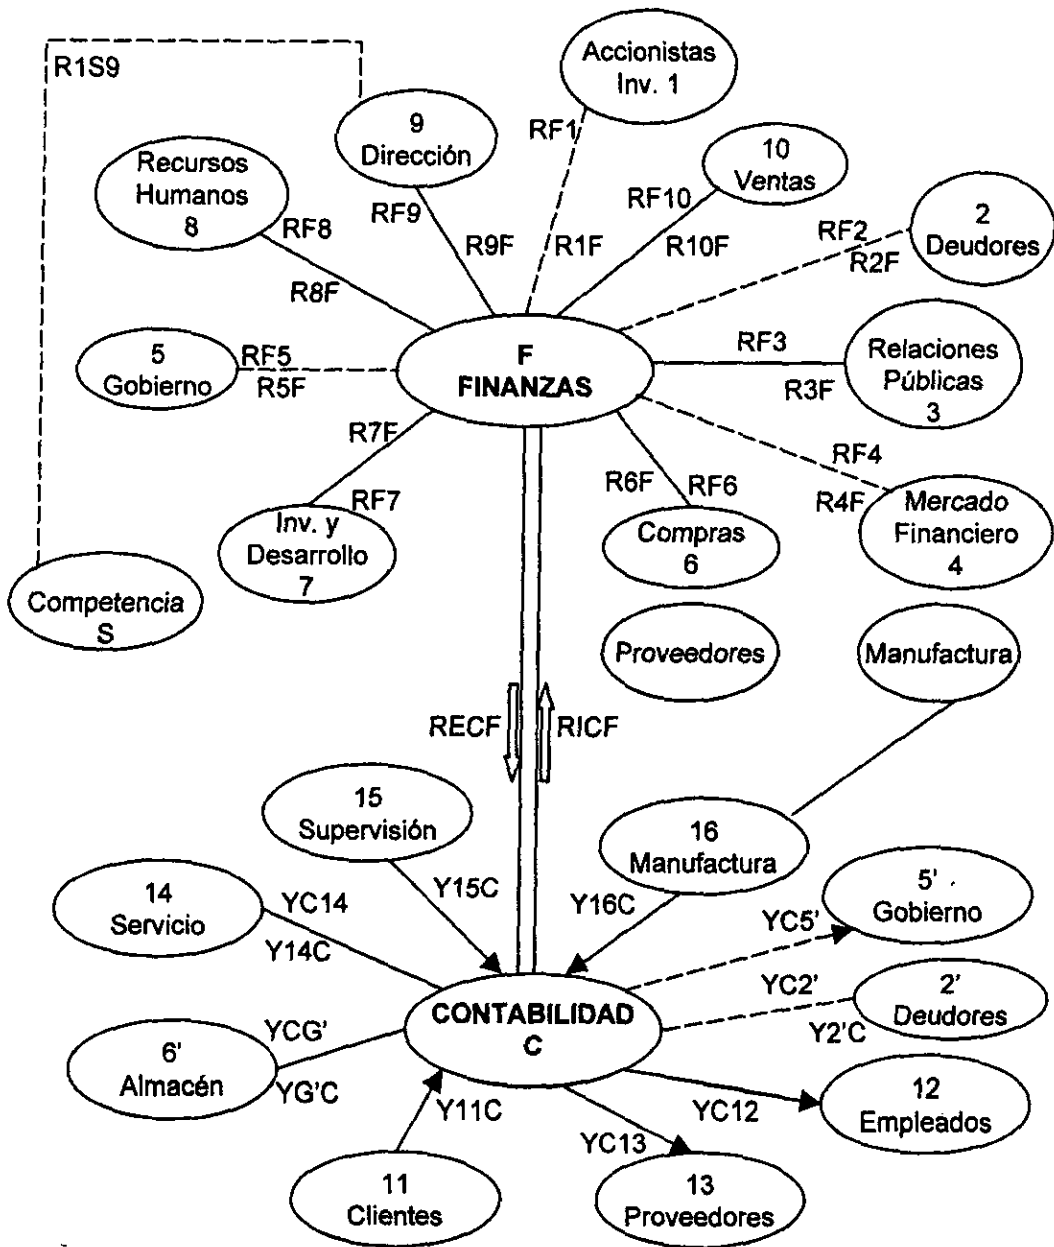 R1S9
Accionistas
Inv. 1
9
Dirección
RF1
10
Ventas
Recursos
Humanos
8
RF8
RF9
RF10
2
Deudores
RF2
R2F
R8F
R9F
R1F
R10F
5
Gobierno
RF5
R5F
F
FINANZAS
RF3
R3F
Relaciones
Públicas
3
R7F
RF7
R6F
RF6
RF4
R4F
Inv. y
Desarrollo
7
Compras
6
Mercado
Financiero
4
Competencia
S
Proveedores
Manufactura
RECF
RICF
15
Supervisión
16
Manufactura
14
Servicio
YC14
Y14C
Y15C
Y16C
YC5'
5'
Gobierno
CONTABILIDAD
C
YC2'
Y2'C
2'
Deudores
6'
Almacén
YCG'
YG'C
Y11C
YC13
YC12
12
Empleados
11
Clientes
13
Proveedores